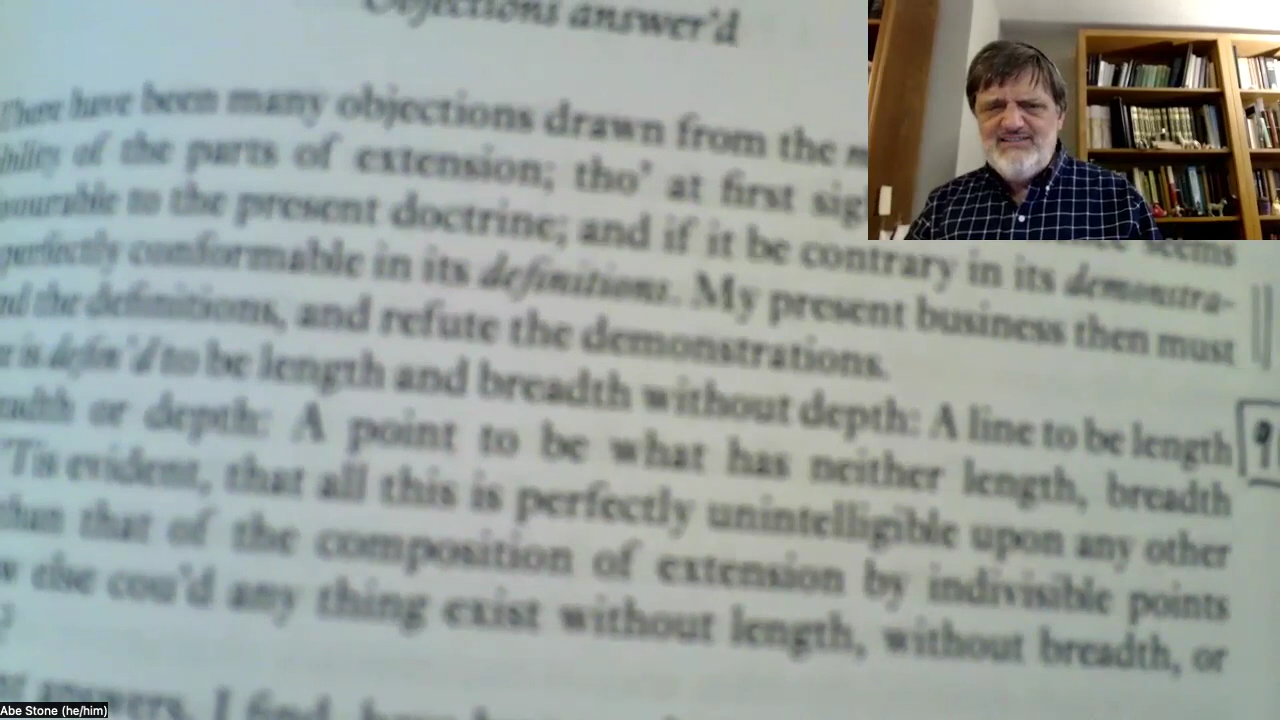 Objections answer'd
There have been many objections drawn from the
of the parts of extension; tho' at first
to the present doctrine; and if it be contrary in its demonstra-
perfectly conformable in its definitions. My present business then must
the definitions, and refute the demonstrations.
is defin'd to be length and breadth without depth: A line to be length
or depth: A point to be what has neither length, breadth
'Tis evident, that all this is perfectly unintelligible upon any other
than that of the composition of extension by indivisible points
else cou'd any thing exist without length, without breadth, or
answers, I find,
Abe Stone (he/him)